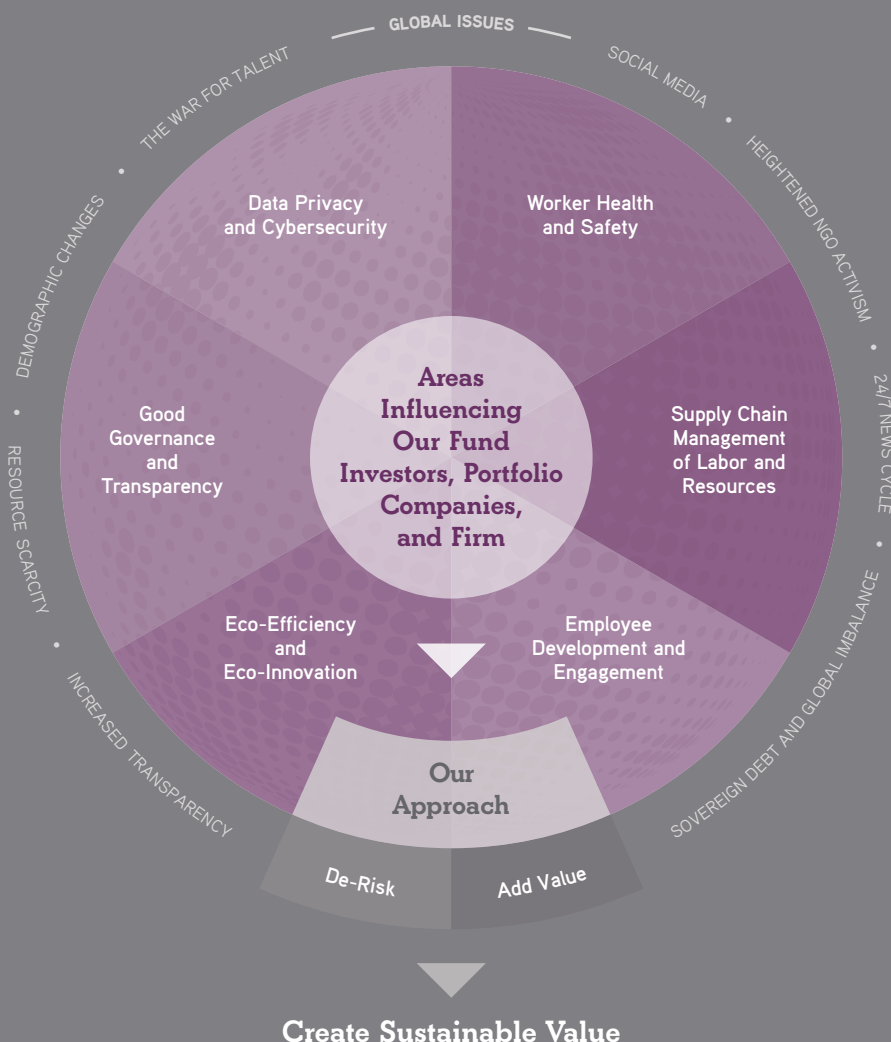 GLOBAL ISSUES
THE WAR FOR TALENT
SOCIAL MEDIA
HEIGHTENED NGO ACTIVISM
24/7 NEWS CYCLE
SOVEREIGN DEBT AND GLOBAL IMBALANCE
DEMOGRAPHIC CHANGES
RESOURCE SCARCITY
INCREASED TRANSPARENCY
Data Privacy
and Cybersecurity
Worker Health
and Safety
Good
Governance
and
Transparency
Areas
Influencing
Our Fund
Investors, Portfolio
Companies,
and Firm
Supply Chain
Management
of Labor and
Resources
Eco-Efficiency
and
Eco-Innovation
Employee
Development and
Engagement
Our
Approach
De-Risk
Add Value
Create Sustainable Value